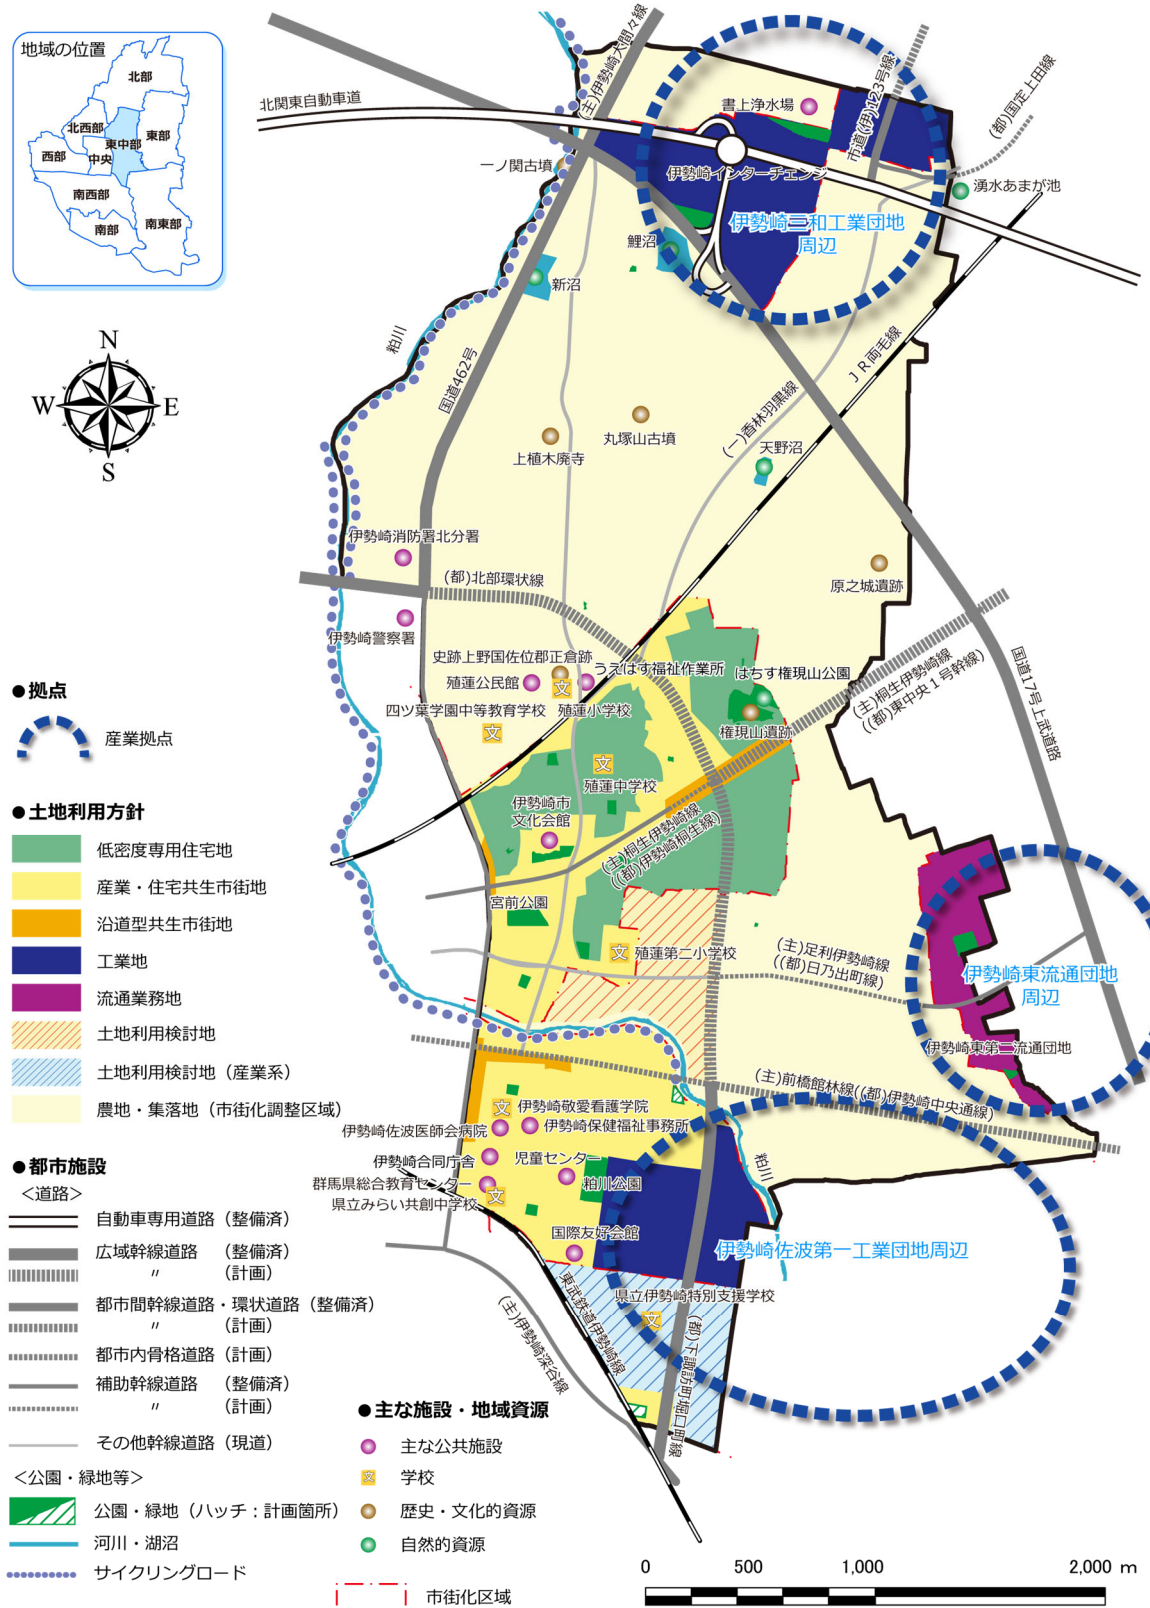 地域の位置
北部
北西部
東中部
東部
西部
中央
南西部
南部
南東部
N
W
E
S
北関東自動車道
(主)伊勢崎大間々線
書上浄水場
市道(伊)123号線
(都)国定上田線
一ノ関古墳
伊勢崎インターチェンジ
湧水あまが池
伊勢崎三和工業団地
周辺
鯉沼
新沼
粕川
国道462号
JR両毛線
(一)香林羽黒線
丸塚山古墳
上植木廃寺
天野沼
伊勢崎消防署北分署
(都)北部環状線
原之城遺跡
伊勢崎警察署
史跡上野国佐位郡正倉跡
うえはす福祉作業所
はちす権現山公園
殖蓮公民館
四ツ葉学園中等教育学校
殖蓮小学校
権現山遺跡
(主)桐生伊勢崎線
((都)東中央1号幹線)
国道17号上武道路
殖蓮中学校
伊勢崎市
文化会館
(主)桐生伊勢崎線
((都)伊勢崎桐生線)
宮前公園
殖蓮第二小学校
(主)足利伊勢崎線
((都)日乃出町線)
伊勢崎東流通団地
周辺
伊勢崎東第二流通団地
(主)前橋館林線((都)伊勢崎中央通線)
伊勢崎敬愛看護学院
伊勢崎佐波医師会病院
伊勢崎保健福祉事務所
伊勢崎合同庁舎
児童センター
群馬県総合教育センター
粕川公園
県立みらい共創中学校
粕川
国際友好会館
伊勢崎佐波第一工業団地周辺
県立伊勢崎特別支援学校
東武鉄道伊勢崎線
(主)伊勢崎深谷線
(都)下諏訪町堀口町線
文
文
文
文
文
文
文
●拠点
産業拠点
●土地利用方針
低密度専用住宅地
産業・住宅共生市街地
沿道型共生市街地
工業地
流通業務地
土地利用検討地
土地利用検討地（産業系）
農地・集落地（市街化調整区域）
●都市施設
＜道路＞
自動車専用道路（整備済）
広域幹線道路 （整備済）
〃 （計画）
都市間幹線道路・環状道路（整備済）
〃 （計画）
都市内骨格道路（計画）
補助幹線道路 （整備済）
〃 （計画）
その他幹線道路（現道）
＜公園・緑地等＞
公園・緑地（ハッチ：計画箇所）
河川・湖沼
サイクリングロード
●主な施設・地域資源
主な公共施設
文 学校
歴史・文化的資源
自然的資源
市街化区域
0 500 1,000 2,000 m